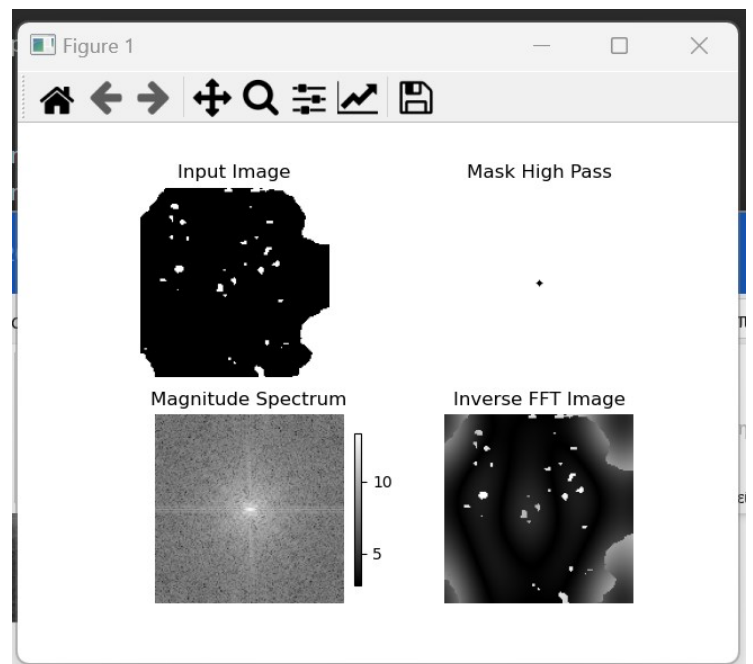 Figure 1
Input Image
Mask High Pass
Magnitude Spectrum
Inverse FFT Image
10
5